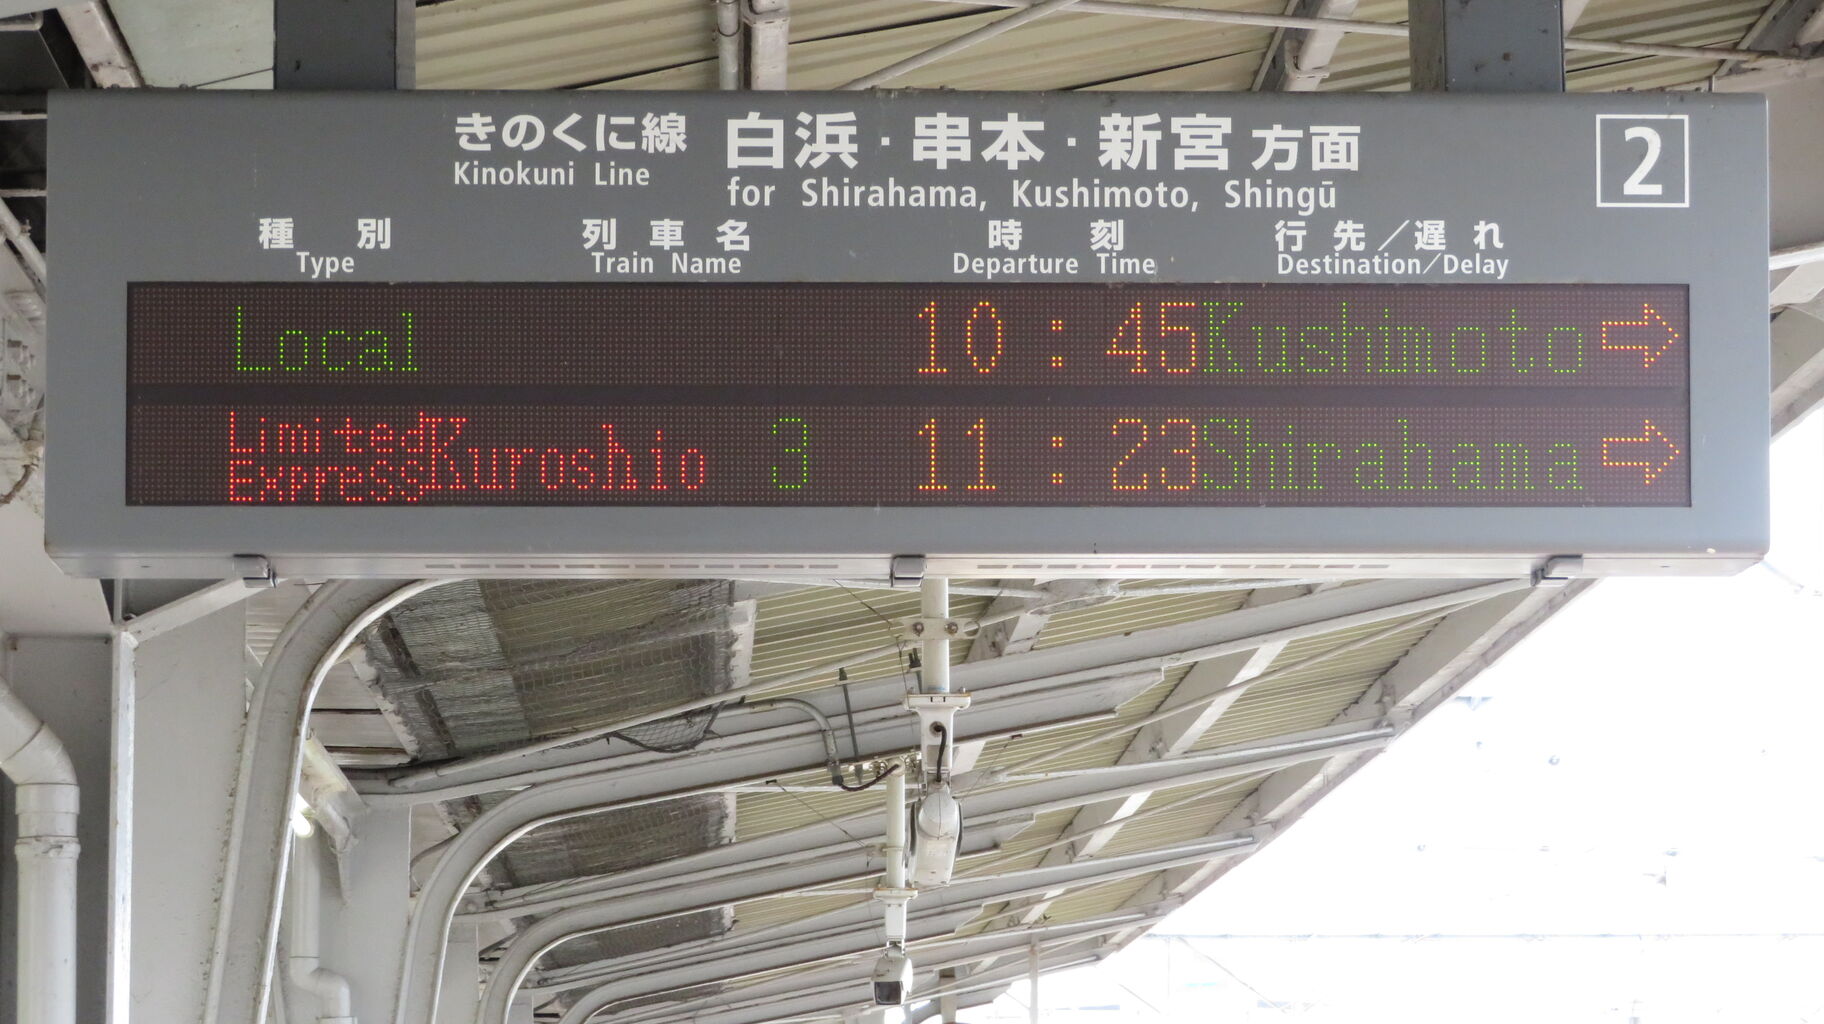 きのくに線 白浜・串本・新宮方面 2
Kinokuni Line for Shirahama, Kushimoto, Shingū
種別 列車名 時刻 行先／遅れ
Type Train Name Departure Time Destination/Delay
Local 10:45 Kushimoto →
Limited Express Kuroshio 3 11:23 Shirahama →